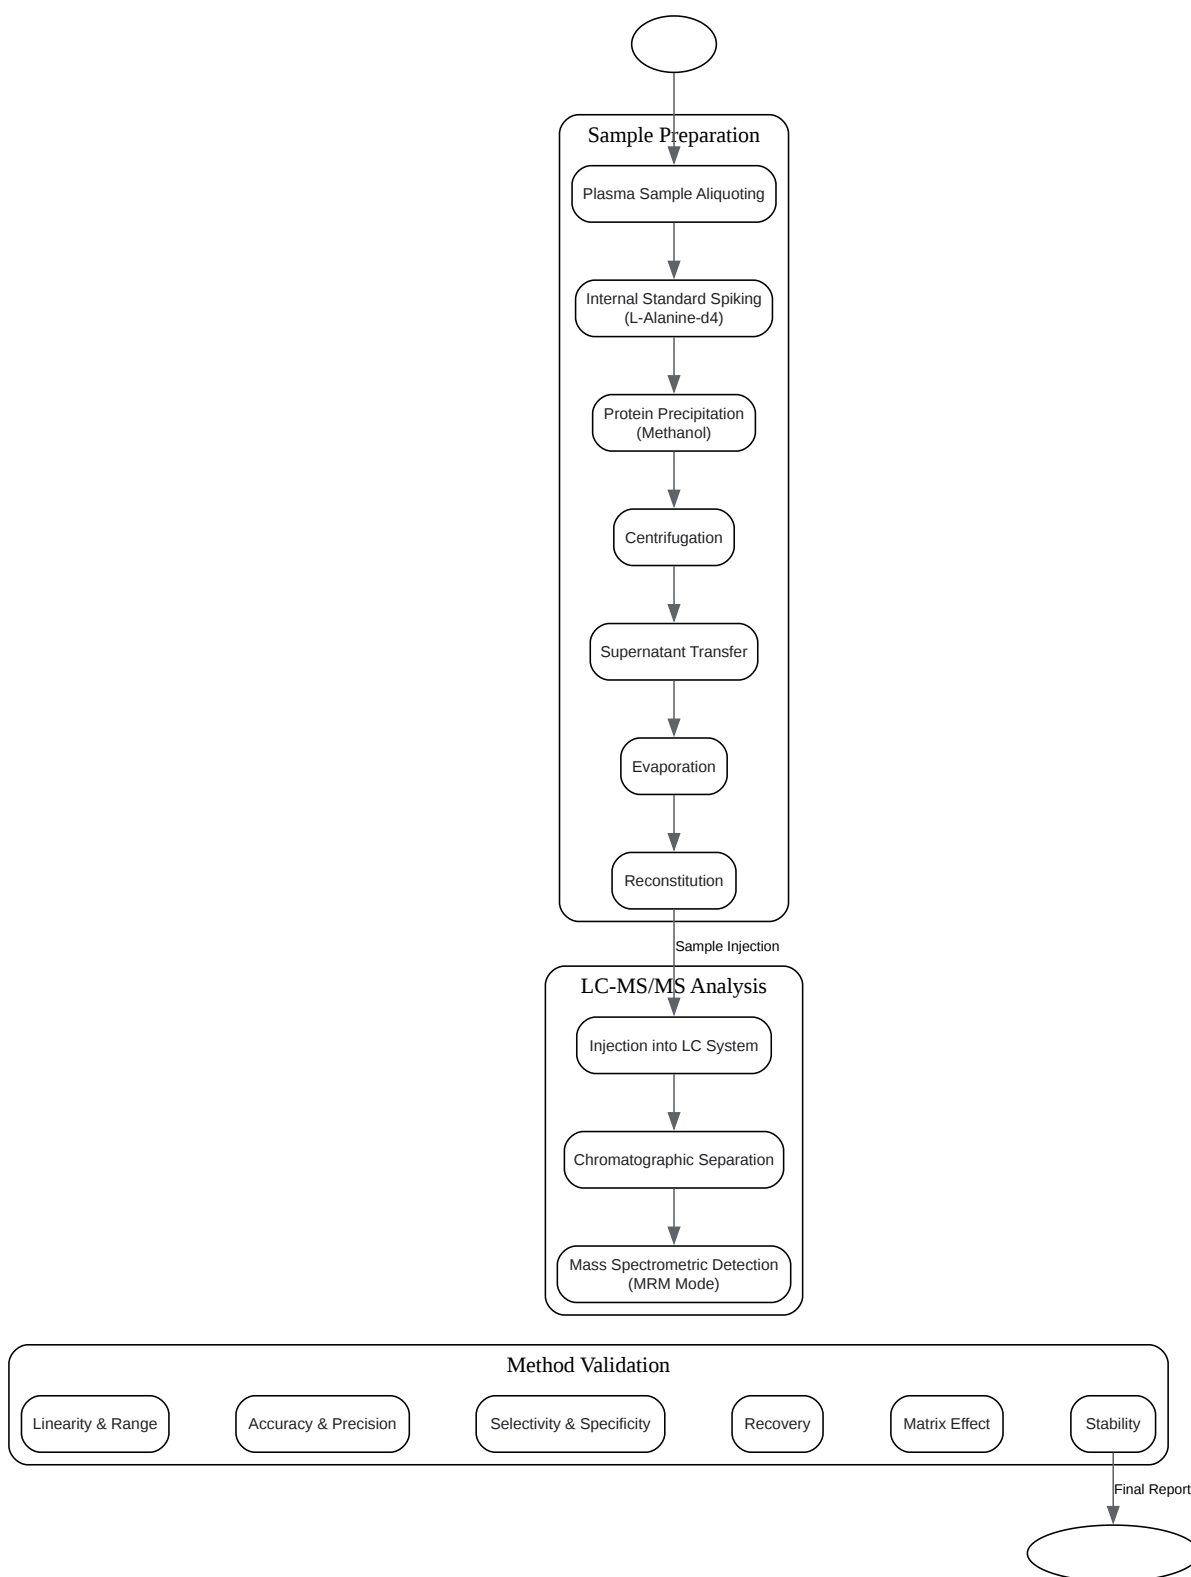 Sample Preparation
Plasma Sample Aliquoting
Internal Standard Spiking
(L-Alanine-d4)
Protein Precipitation
(Methanol)
Centrifugation
Supernatant Transfer
Evaporation
Reconstitution
Sample Injection
LC-MS/MS Analysis
Injection into LC System
Chromatographic Separation
Mass Spectrometric Detection
(MRM Mode)
Method Validation
Linearity & Range
Accuracy & Precision
Selectivity & Specificity
Recovery
Matrix Effect
Stability
Final Report